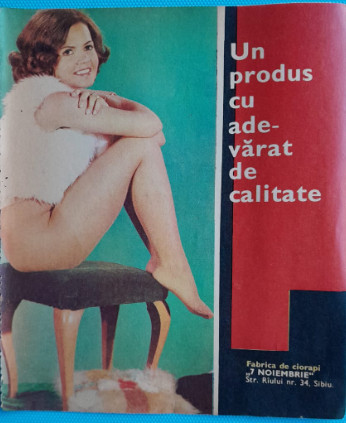 Un
produs
cu
ade-
vărat
de
calitate
Fabrica de ciorapi
„7 NOIEMBRIE"
Str. Rîului nr. 34, Sibiu.